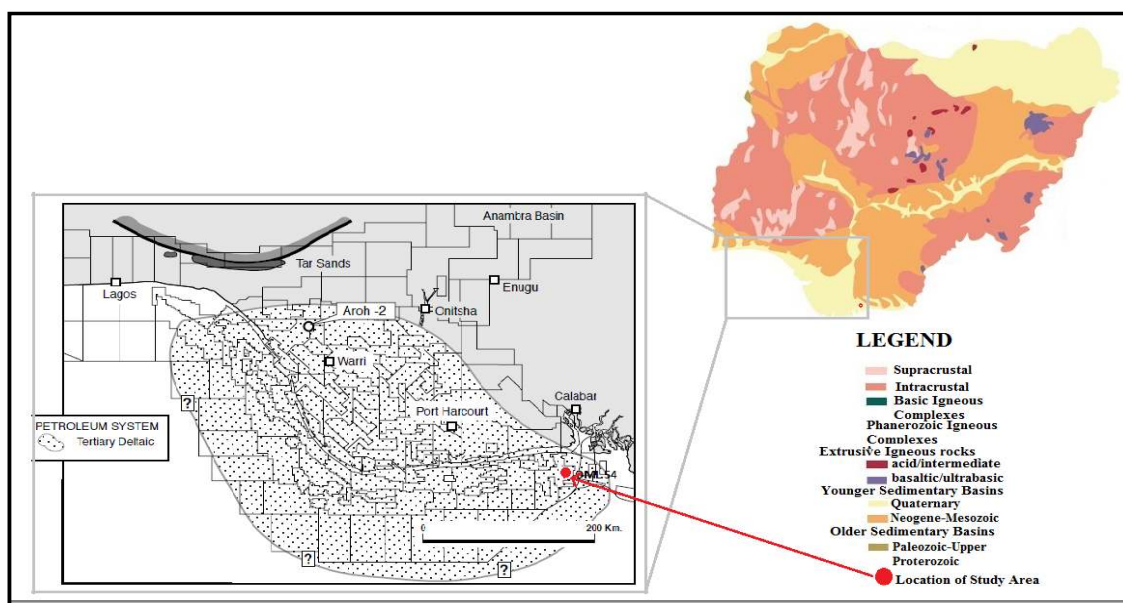 Anambra Basin
Tar Sands
Lagos
Enugu
Onitsha
Aroh -2
Warri
Calabar
Port Harcourt
?
PETROLEUM SYSTEM
Tertiary Deltaic
0
200 Km.
?
?
LEGEND
Supracrustal
Intracrustal
Basic Igneous
Complexes
Phanerozoic Igneous
Complexes
Extrusive Igneous rocks
acid/intermediate
basaltic/ultrabasic
Younger Sedimentary Basins
Quaternary
Neogene-Mesozoic
Older Sedimentary Basins
Paleozoic-Upper
Proterozoic
Location of Study Area